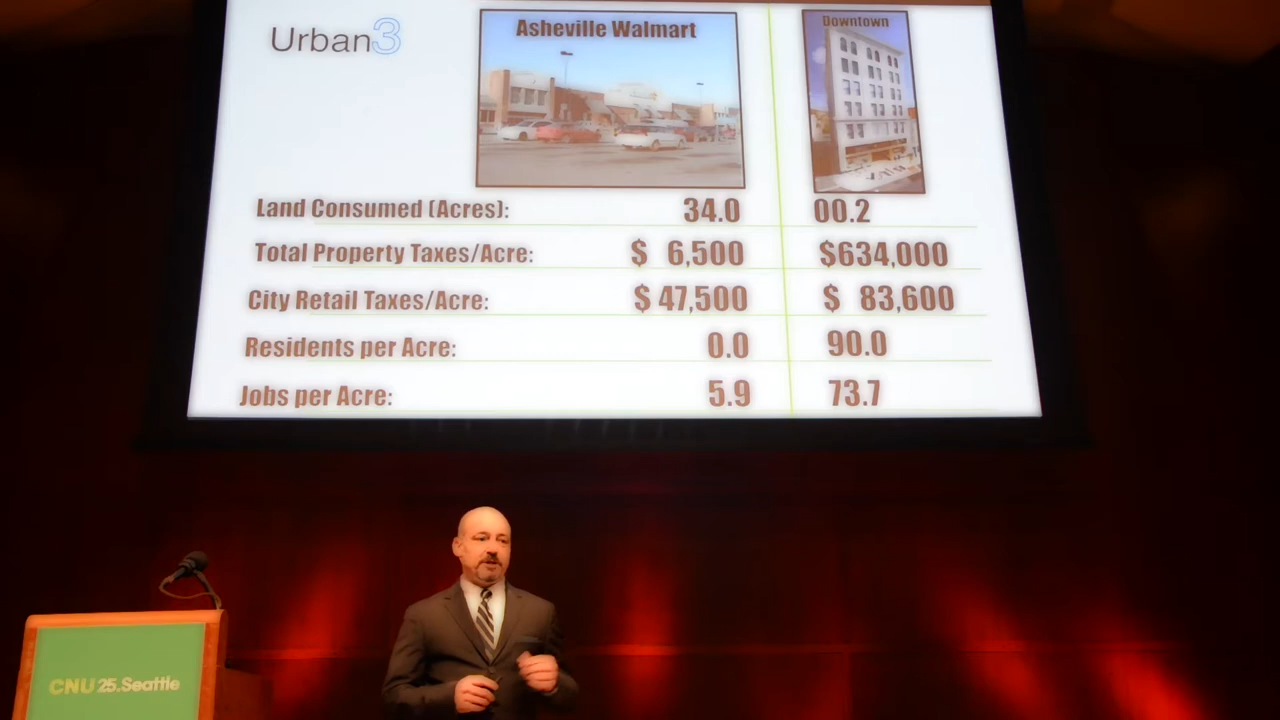 Urban3
Asheville Walmart
Downtown
Land Consumed (Acres): 34.0 00.2
Total Property Taxes/Acre: $ 6,500 $634,000
City Retail Taxes/Acre: $ 47,500 $ 83,600
Residents per Acre: 0.0 90.0
Jobs per Acre: 5.9 73.7
CNU 25.Seattle